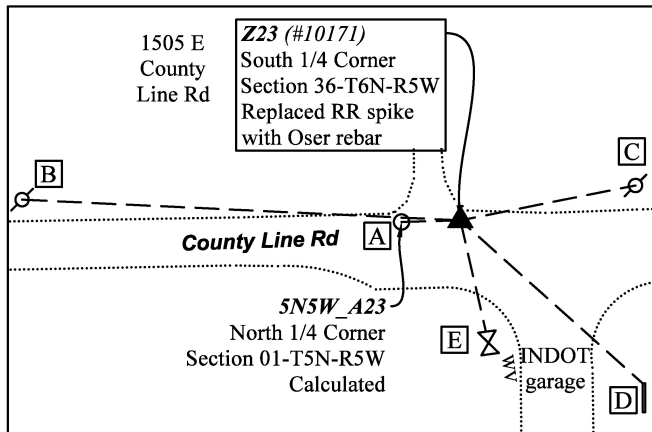 1505 E
County
Line Rd
Z23 (#10171)
South 1/4 Corner
Section 36-T6N-R5W
Replaced RR spike
with Oser rebar
B
C
A
County Line Rd
5N5W_A23
North 1/4 Corner
Section 01-T5N-R5W
Calculated
E
WV
INDOT
garage
D